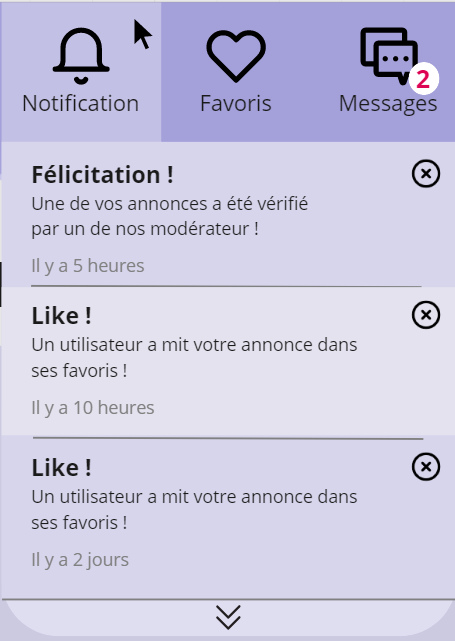 Notification Favoris Messages 2
Félicitation !
Une de vos annonces a été vérifié
par un de nos modérateur !
Il y a 5 heures
Like !
Un utilisateur a mit votre annonce dans
ses favoris !
Il y a 10 heures
Like !
Un utilisateur a mit votre annonce dans
ses favoris !
Il y a 2 jours